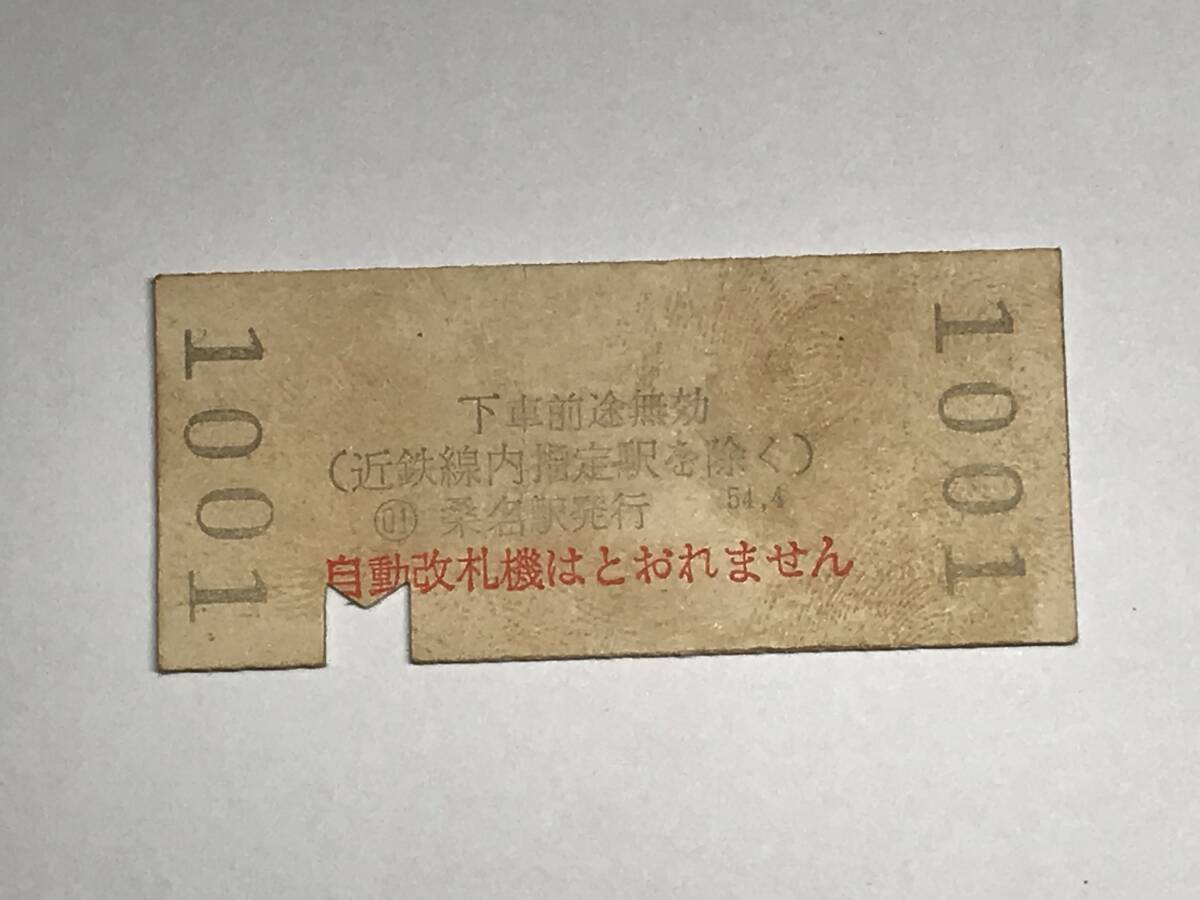 1001
下車前途無効
(近鉄線内指定駅を除く)
桑名駅発行 54.4
自動改札機はとおれません
1001